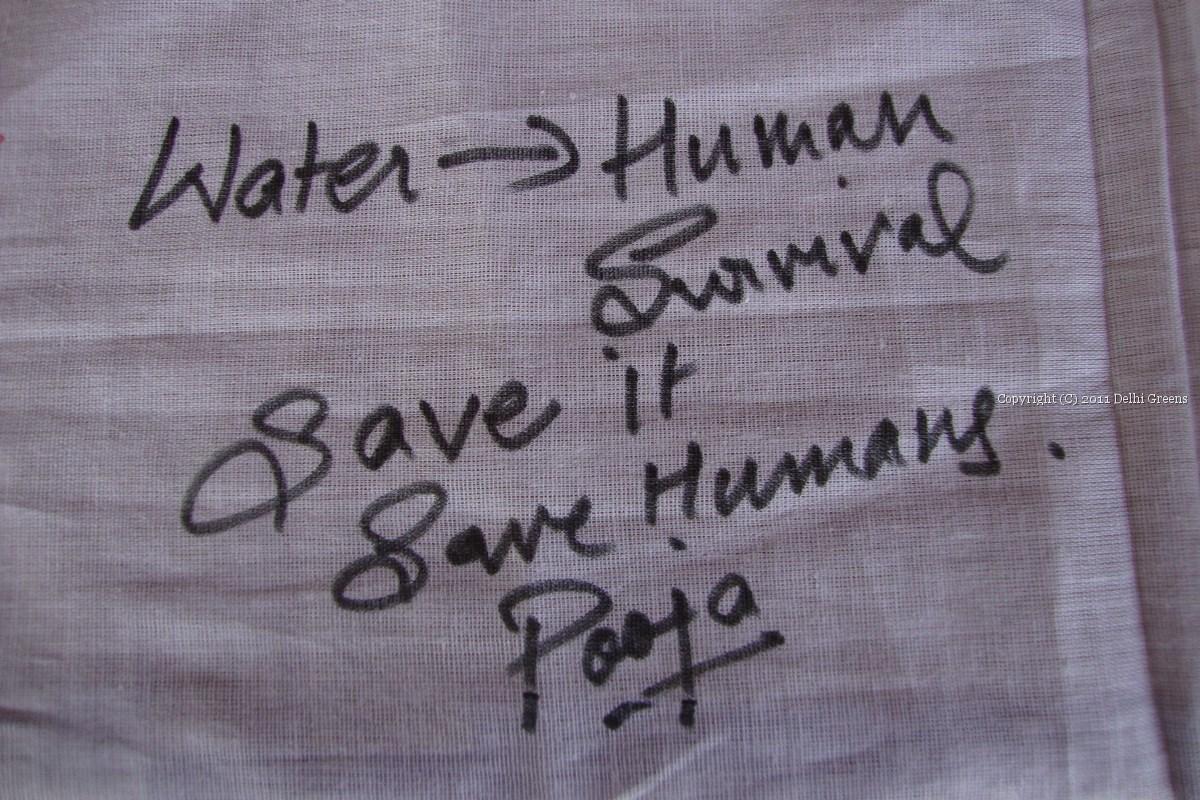 Water → Human
Survival
Save it
Save Humans.
Pooja
Copyright (C) 2011 Delhi Greens